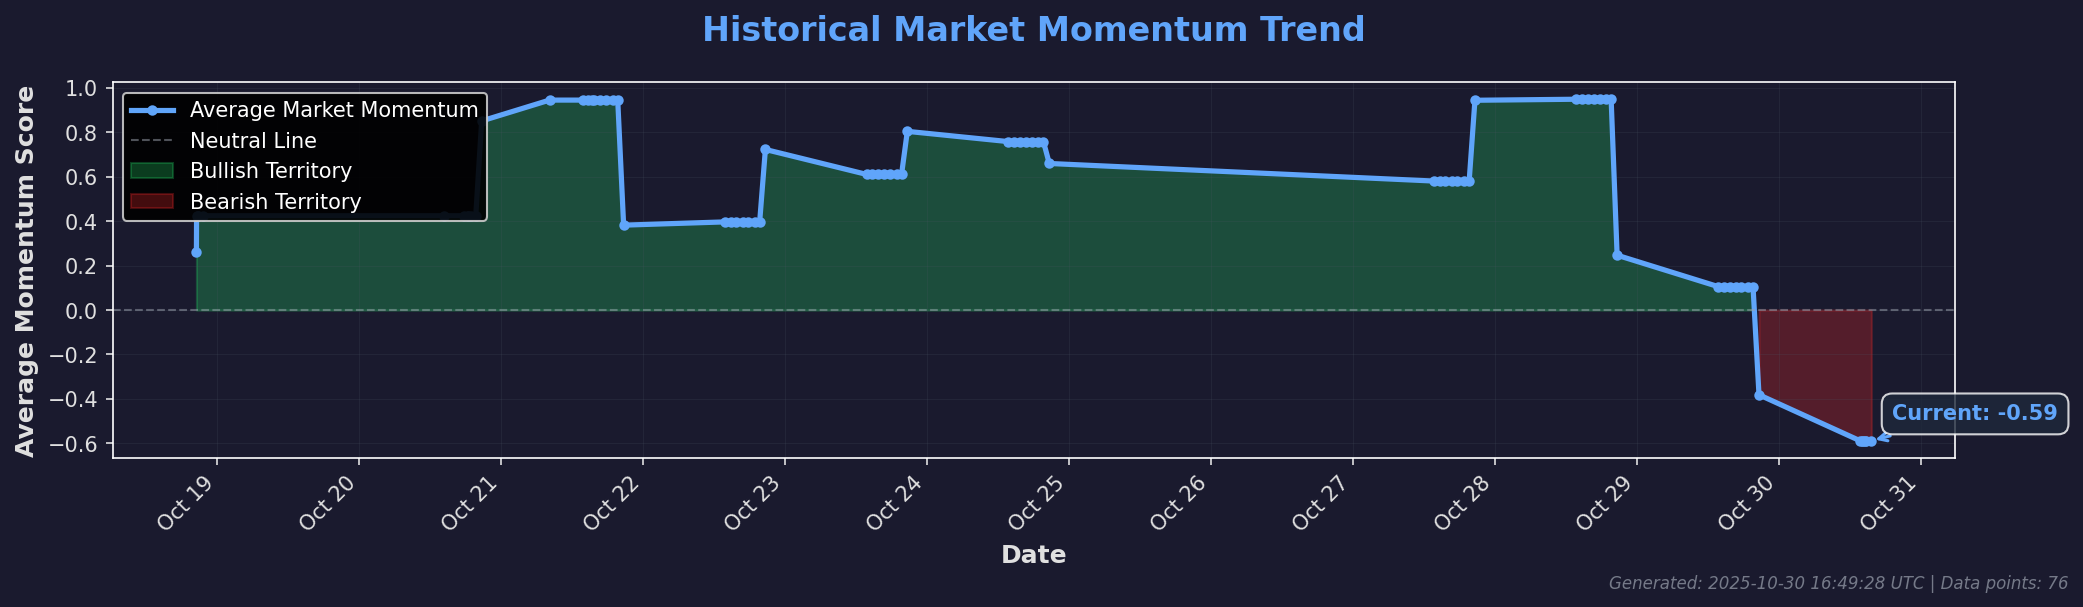 Historical Market Momentum Trend
Average Momentum Score
1.0
0.8
0.6
0.4
0.2
0.0
−0.2
−0.4
−0.6
Average Market Momentum
Neutral Line
Bullish Territory
Bearish Territory
Current: -0.59
Oct 19
Oct 20
Oct 21
Oct 22
Oct 23
Oct 24
Oct 25
Oct 26
Oct 27
Oct 28
Oct 29
Oct 30
Oct 31
Date
Generated: 2025-10-30 16:49:28 UTC | Data points: 76